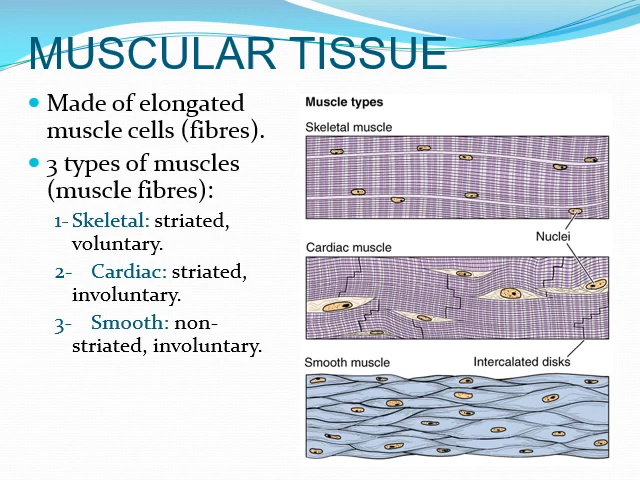 MUSCULAR TISSUE
Made of elongated
muscle cells (fibres).
3 types of muscles
(muscle fibres):
1- Skeletal: striated,
voluntary.
2- Cardiac: striated,
involuntary.
3- Smooth: non-
striated, involuntary.
Muscle types
Skeletal muscle
Nuclei
Cardiac muscle
Smooth muscle
Intercalated disks